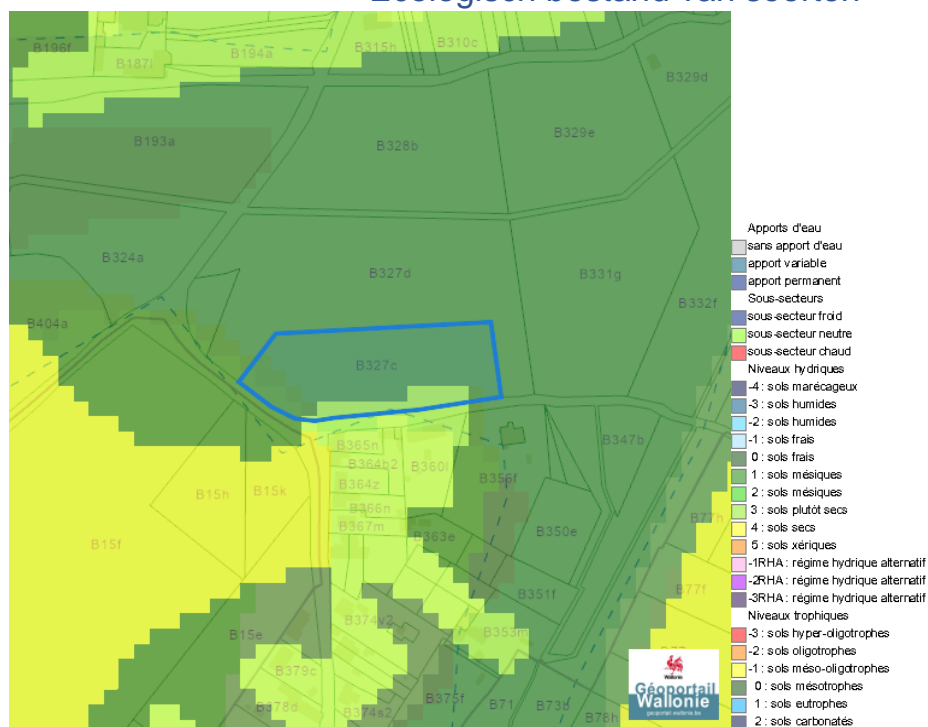 Ecologisch bestand van soorten
B196f
B187l
B194a
B315h
B310c
B329d
B193a
B328b
B329e
B324a
B327d
B331g
B332f
B404a
B327c
B365n
B364b2
B360l
B347b
B364z
B356f
B15h
B15k
B366n
B367m
B77h
B363e
B350e
B15f
B351f
B77f
B374v2
B15e
B353m
B379c
B378d
B374s2
B375f
B71
B73b
B78h
Wallonie
Géoportail
Wallonie
geoportail.wallonie.be
Apports d'eau
sans apport d'eau
apport variable
apport permanent
Sous-secteurs
sous-secteur froid
sous-secteur neutre
sous-secteur chaud
Niveaux hydriques
-4 : sols marécageux
-3 : sols humides
-2 : sols humides
-1 : sols frais
0 : sols frais
1 : sols mésiques
2 : sols mésiques
3 : sols plutôt secs
4 : sols secs
5 : sols xériques
-1RHA : régime hydrique alternatif
-2RHA : régime hydrique alternatif
-3RHA : régime hydrique alternatif
Niveaux trophiques
-3 : sols hyper-oligotrophes
-2 : sols oligotrophes
-1 : sols méso-oligotrophes
0 : sols mésotrophes
1 : sols eutrophes
2 : sols carbonatés